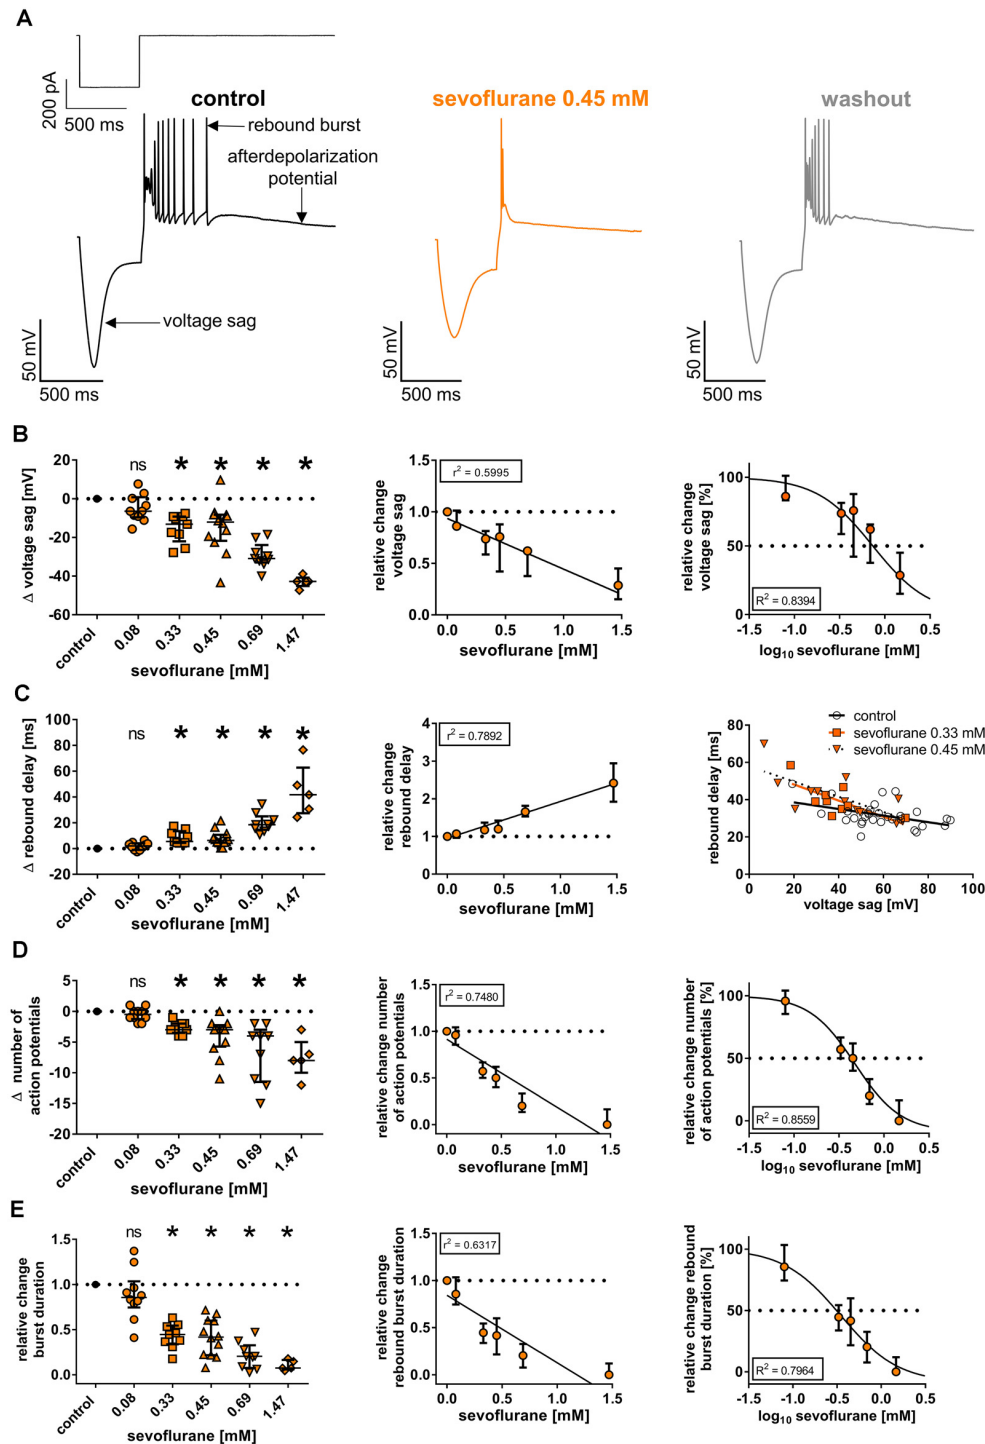 A
200 pA
500 ms
control
rebound burst
afterdepolarization
potential
voltage sag
50 mV
500 ms
sevoflurane 0.45 mM
50 mV
500 ms
washout
50 mV
500 ms
B
Δ voltage sag [mV]
20
0
-20
-40
-60
ns
*
*
*
*
control
0.08
0.33
0.45
0.69
1.47
sevoflurane [mM]
relative change
voltage sag
1.5
1.0
0.5
0.0
r² = 0.5995
0.0
0.5
1.0
1.5
sevoflurane [mM]
relative change
voltage sag [%]
100
50
0
R² = 0.8394
-1.5
-1.0
-0.5
0.0
0.5
log₁₀ sevoflurane [mM]
C
Δ rebound delay [ms]
100
80
60
40
20
0
-20
ns
*
*
*
*
control
0.08
0.33
0.45
0.69
1.47
sevoflurane [mM]
relative change
rebound delay
4
3
2
1
0
r² = 0.7892
0.0
0.5
1.0
1.5
sevoflurane [mM]
rebound delay [ms]
80
60
40
20
0
control
sevoflurane 0.33 mM
sevoflurane 0.45 mM
0
20
40
60
80
100
voltage sag [mV]
D
Δ number of
action potentials
5
0
-5
-10
-15
-20
ns
*
*
*
*
control
0.08
0.33
0.45
0.69
1.47
sevoflurane [mM]
relative change number
of action potentials
1.5
1.0
0.5
0.0
r² = 0.7480
0.0
0.5
1.0
1.5
sevoflurane [mM]
relative change number
of action potentials [%]
100
50
0
R² = 0.8559
-1.5
-1.0
-0.5
0.0
0.5
log₁₀ sevoflurane [mM]
E
relative change
burst duration
1.5
1.0
0.5
0.0
ns
*
*
*
*
control
0.08
0.33
0.45
0.69
1.47
sevoflurane [mM]
relative change
rebound burst duration
1.5
1.0
0.5
0.0
r² = 0.6317
0.0
0.5
1.0
1.5
sevoflurane [mM]
relative change rebound
burst duration [%]
100
50
0
R² = 0.7964
-1.5
-1.0
-0.5
0.0
0.5
log₁₀ sevoflurane [mM]